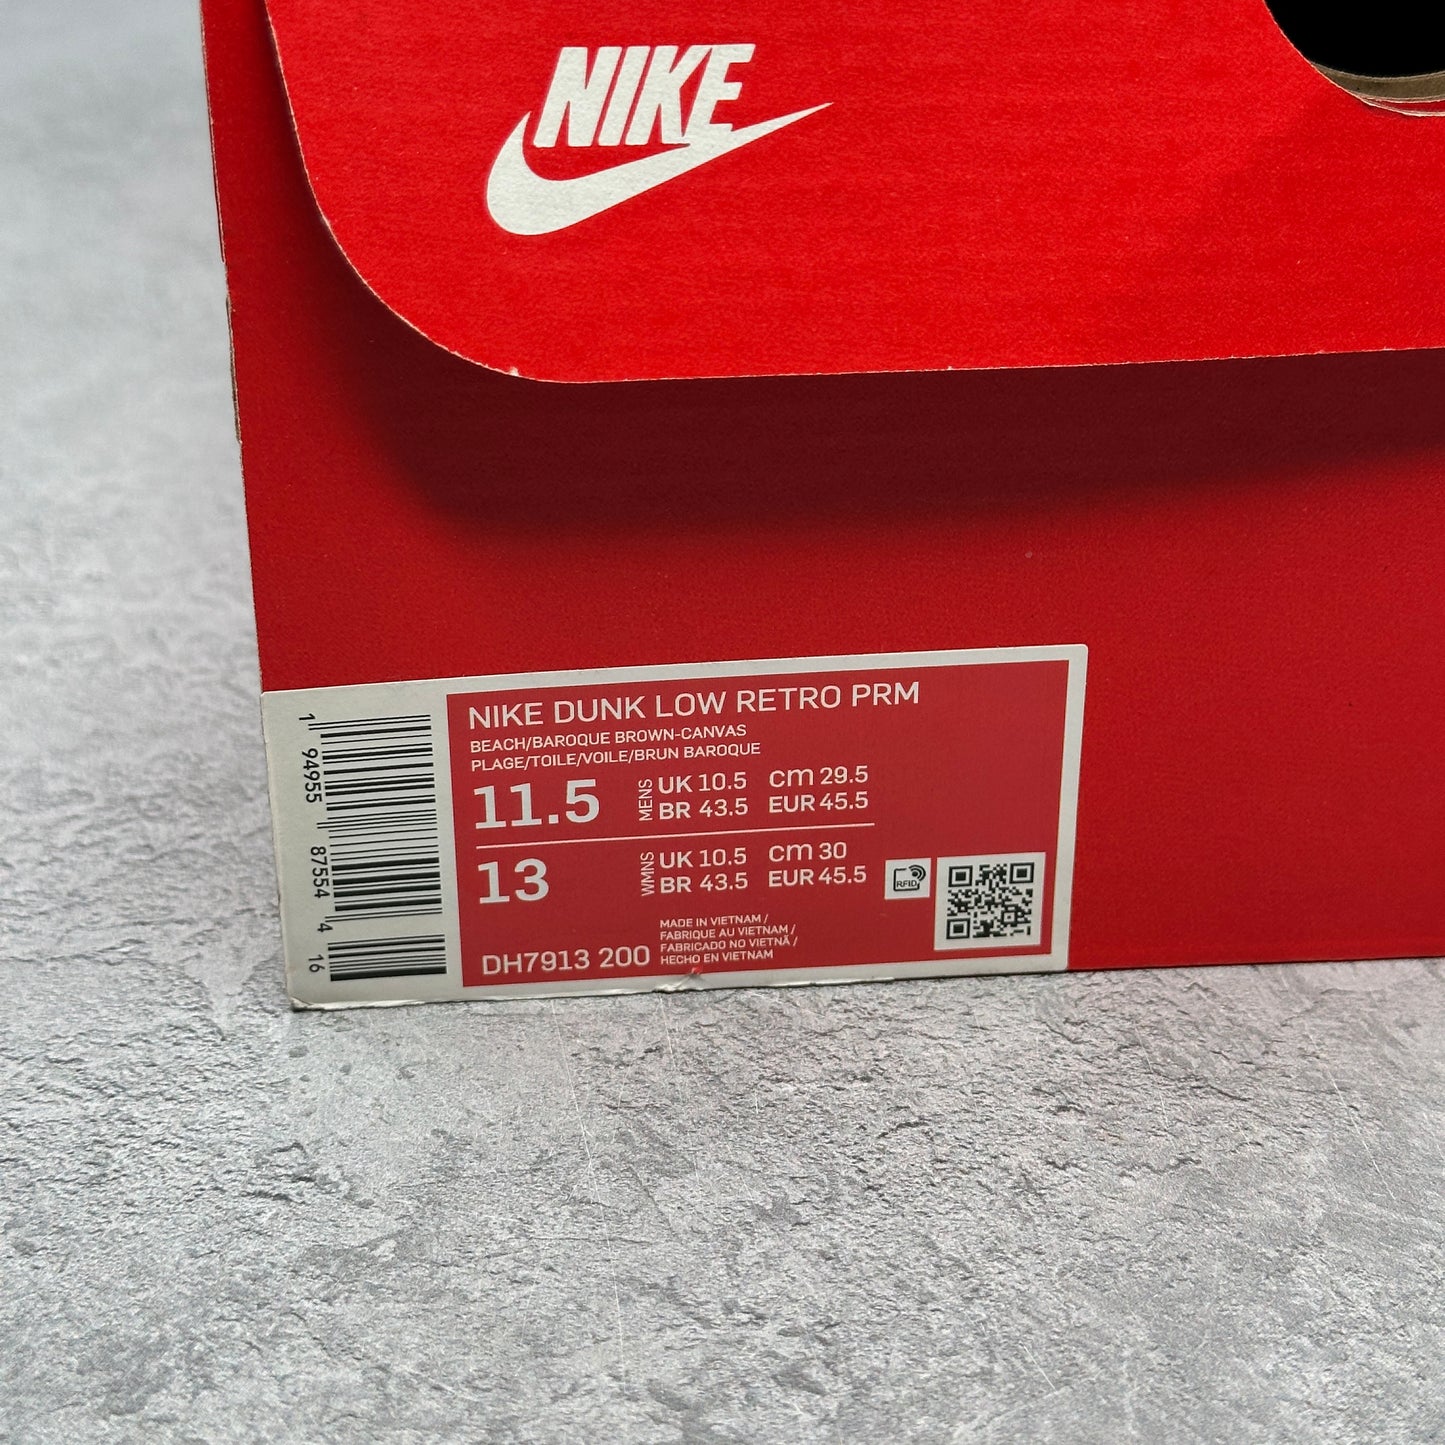 NIKE
NIKE DUNK LOW RETRO PRM
BEACH/BAROQUE BROWN-CANVAS
PLAGE/TOILE/VOILE/BRUN BAROQUE
11.5 MENS UK 10.5 CM 29.5
BR 43.5 EUR 45.5
13 WMNS UK 10.5 CM 30
BR 43.5 EUR 45.5
RFID
MADE IN VIETNAM /
FABRIQUE AU VIETNAM /
FABRICADO NO VIETNÃ /
HECHO EN VIETNAM
DH7913 200
1 94955 87554 4 16